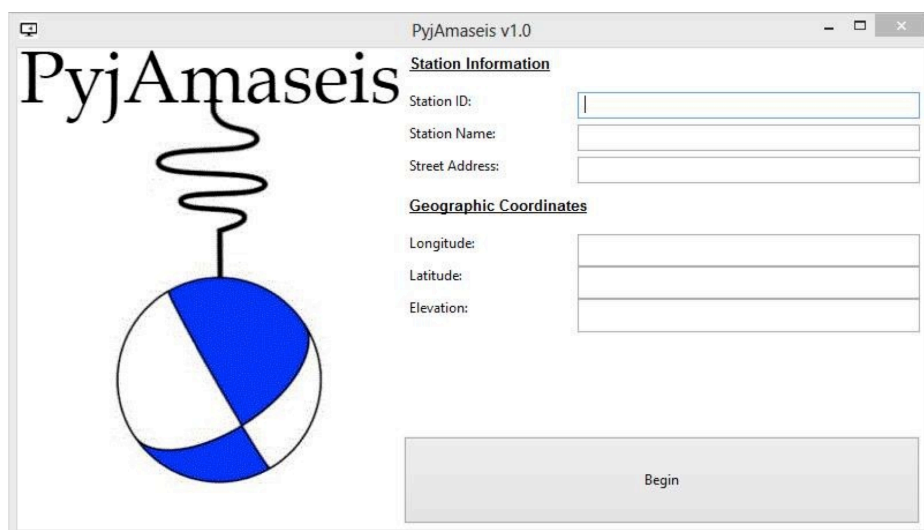 PyjAmaseis v1.0
PyjAmaseis
Station Information
Station ID:
Station Name:
Street Address:
Geographic Coordinates
Longitude:
Latitude:
Elevation:
Begin